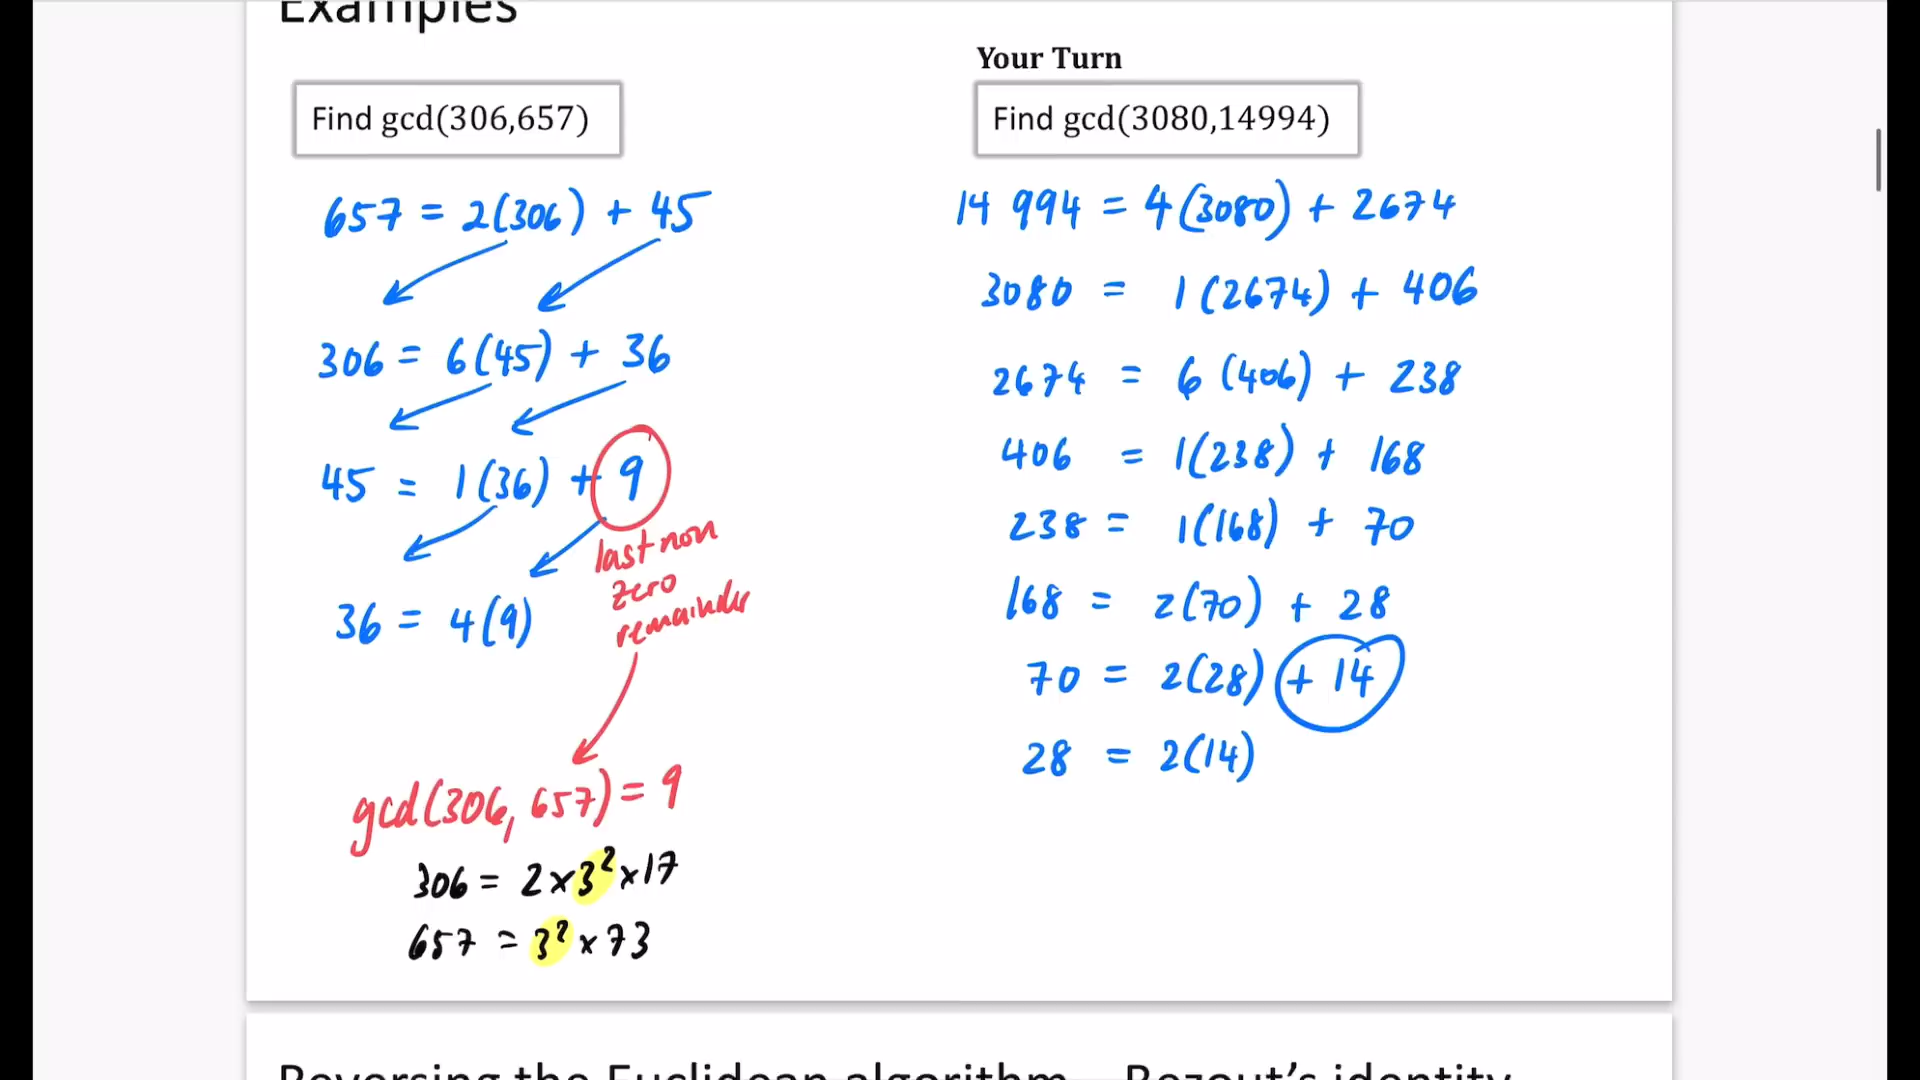 Examples
Find gcd(306,657)
657 = 2(306) + 45
306 = 6(45) + 36
45 = 1(36) + 9
last non
zero
remainder
36 = 4(9)
gcd(306, 657) = 9
306 = 2×3²×17
657 = 3²×73
Your Turn
Find gcd(3080,14994)
14 994 = 4(3080) + 2674
3080 = 1(2674) + 406
2674 = 6(406) + 238
406 = 1(238) + 168
238 = 1(168) + 70
168 = 2(70) + 28
70 = 2(28) + 14
28 = 2(14)
Reversing the Euclidean algorithm – Bezout's identity